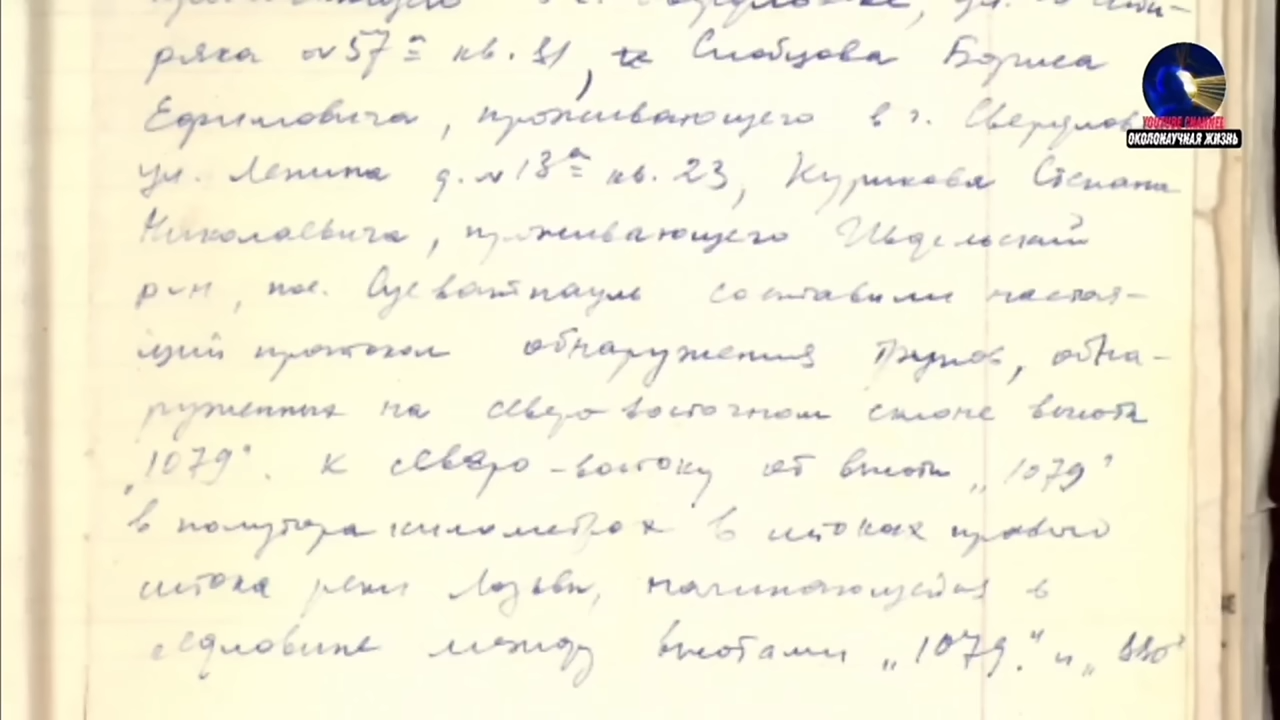 ряка №57а кв. 81, Слобцова Бориса
Ефимовича, проживающего в г. Свердлов
ул. Ленина д. №13а кв. 23, Курикова Степана
Николаевича, проживающего Ивдельский
р-н, пос. Суеватпауль составили настоя-
щий протокол обнаружения трупов, обна-
руженных на северо-восточном склоне высоты
„1079“. К северо-востоку от высоты „1079“
в полутора километрах в истоках правого
истока реки Лозьвы, начинающейся в
седловине между высотами „1079.“ и „880“
YOUTUBE CHANNEL
ОКОЛОНАУЧНАЯ ЖИЗНЬ